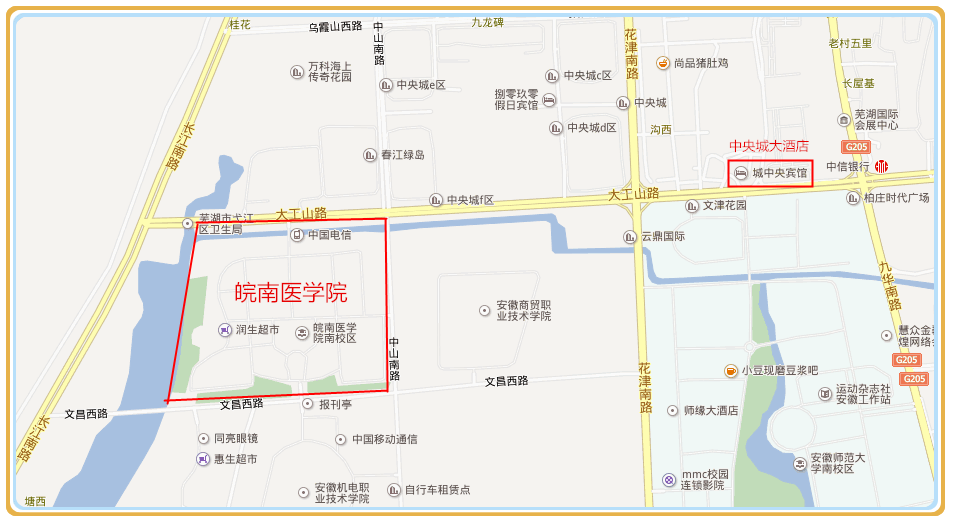 桂花
乌霞山西路
中山南路
九龙碑
花津南路
老村五里
万科海上
传奇花园
中央城e区
中央城c区
尚品猪肚鸡
长屋基
捌零玖零
假日宾馆
中央城
芜湖国际
会展中心
长江南路
中央城d区
沟西
G205
中央城大酒店
春江绿岛
城中央宾馆
中信银行
大工山路
中央城f区
柏庄时代广场
文津花园
芜湖市弋江
区卫生局
大工山路
中国电信
云鼎国际
九华南路
皖南医学院
安徽商贸职
业技术学院
润生超市
皖南医学
院南校区
中山南路
慧众金
煌网络
G205
G205
花津南路
小豆现磨豆浆吧
文昌西路
文昌西路
文昌西路
报刊亭
师缘大酒店
运动杂志社
安徽工作站
长江南路
同亮眼镜
中国移动通信
惠生超市
安徽师范大
学南校区
mmc校园
连锁影院
安徽机电职
业技术学院
自行车租赁点
塘西